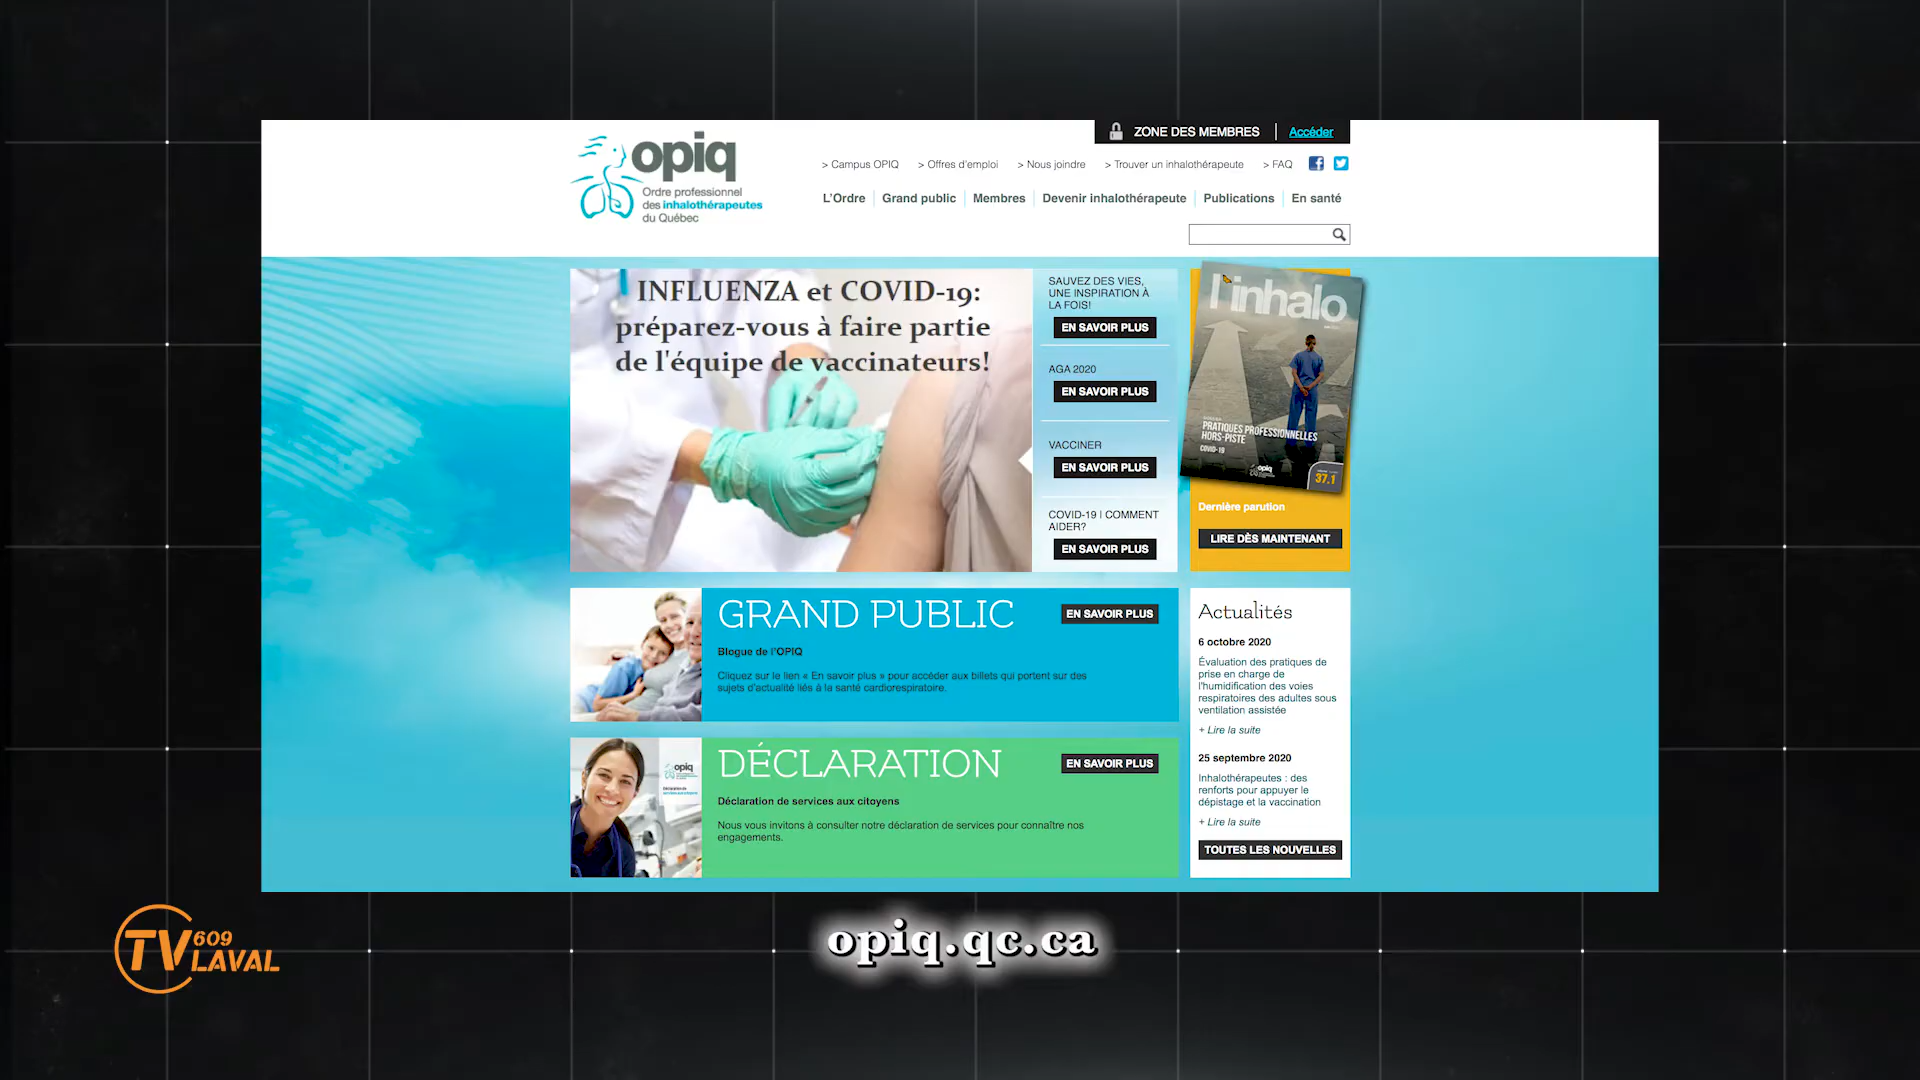 ZONE DES MEMBRES | Accéder
opiq
Ordre professionnel
des inhalothérapeutes
du Québec
> Campus OPIQ > Offres d'emploi > Nous joindre > Trouver un inhalothérapeute > FAQ
L'Ordre Grand public Membres Devenir inhalothérapeute Publications En santé
INFLUENZA et COVID-19:
préparez-vous à faire partie
de l'équipe de vaccinateurs!
SAUVEZ DES VIES,
UNE INSPIRATION À
LA FOIS!
EN SAVOIR PLUS
AGA 2020
EN SAVOIR PLUS
VACCINER
EN SAVOIR PLUS
COVID-19 | COMMENT
AIDER?
EN SAVOIR PLUS
l'inhalo
PRATIQUES PROFESSIONNELLES
HORS-PISTE
COVID-19
opiq
37.1
Dernière parution
LIRE DÈS MAINTENANT
GRAND PUBLIC
EN SAVOIR PLUS
Blogue de l'OPIQ
Cliquez sur le lien « En savoir plus » pour accéder aux billets qui portent sur des
sujets d'actualité liés à la santé cardiorespiratoire.
opiq
DÉCLARATION
EN SAVOIR PLUS
Déclaration de services aux citoyens
Nous vous invitons à consulter notre déclaration de services pour connaître nos
engagements.
Actualités
6 octobre 2020
Évaluation des pratiques de
prise en charge de
l'humidification des voies
respiratoires des adultes sous
ventilation assistée
+ Lire la suite
25 septembre 2020
Inhalothérapeutes : des
renforts pour appuyer le
dépistage et la vaccination
+ Lire la suite
TOUTES LES NOUVELLES
TV 609
LAVAL
opiq.qc.ca